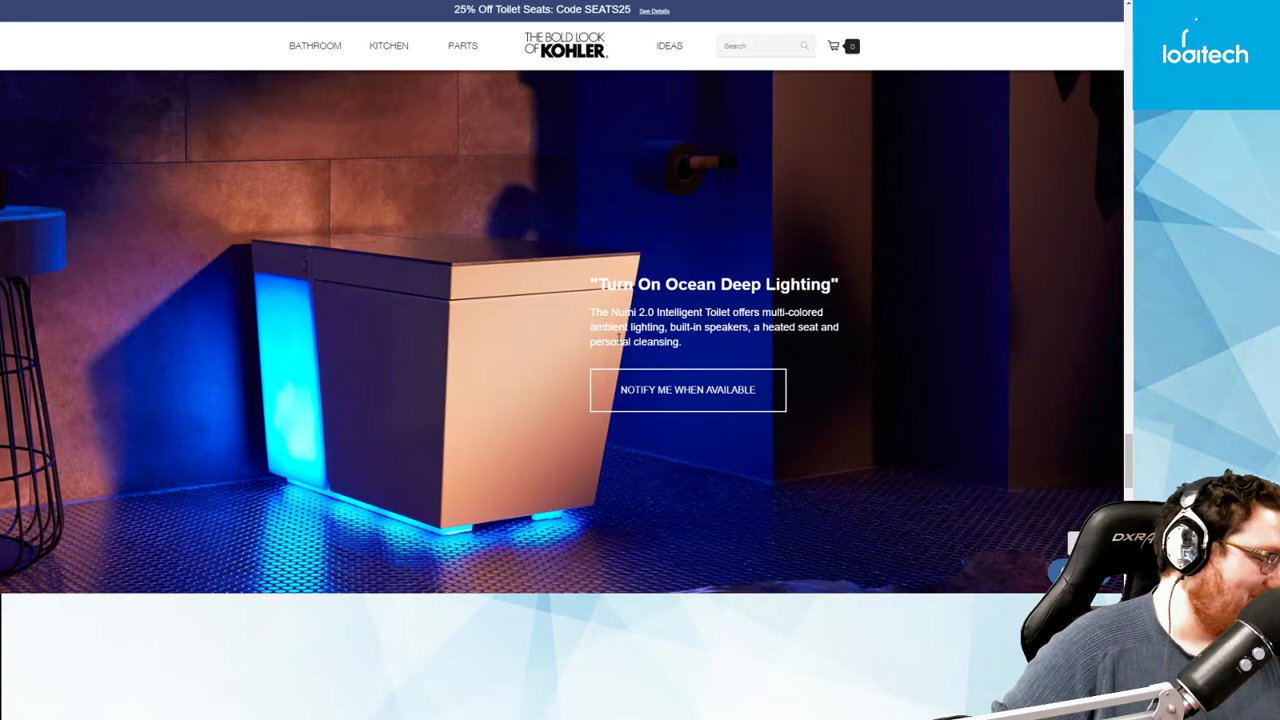 25% Off Toilet Seats: Code SEATS25 See Details
BATHROOM
KITCHEN
PARTS
THE BOLD LOOK
OF KOHLER.
IDEAS
Search
0
looitech
"Turn On Ocean Deep Lighting"
The Numi 2.0 Intelligent Toilet offers multi-colored
ambient lighting, built-in speakers, a heated seat and
personal cleansing.
NOTIFY ME WHEN AVAILABLE
DXRA